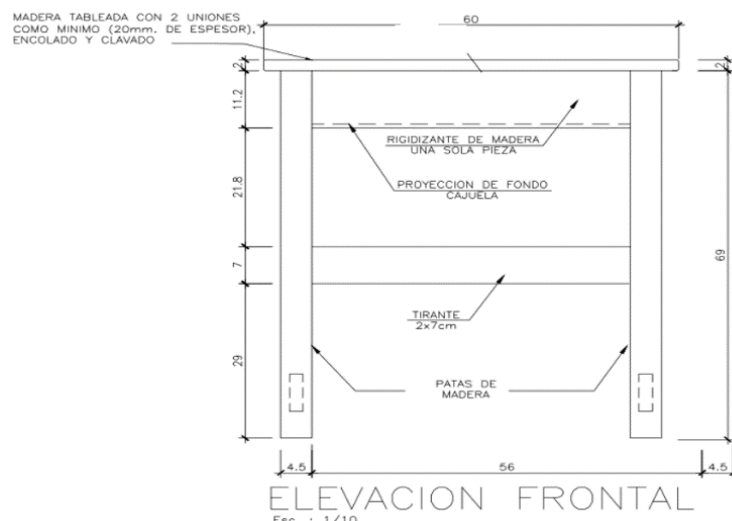 MADERA TABLEADA CON 2 UNIONES
COMO MINIMO (20mm. DE ESPESOR),
ENCOLADO Y CLAVADO
60
2
2
11.2
RIGIDIZANTE DE MADERA
UNA SOLA PIEZA
PROYECCION DE FONDO
CAJUELA
21.8
7
69
TIRANTE
2x7cm
29
PATAS DE
MADERA
4.5
56
4.5
ELEVACION FRONTAL
Esc. : 1/10